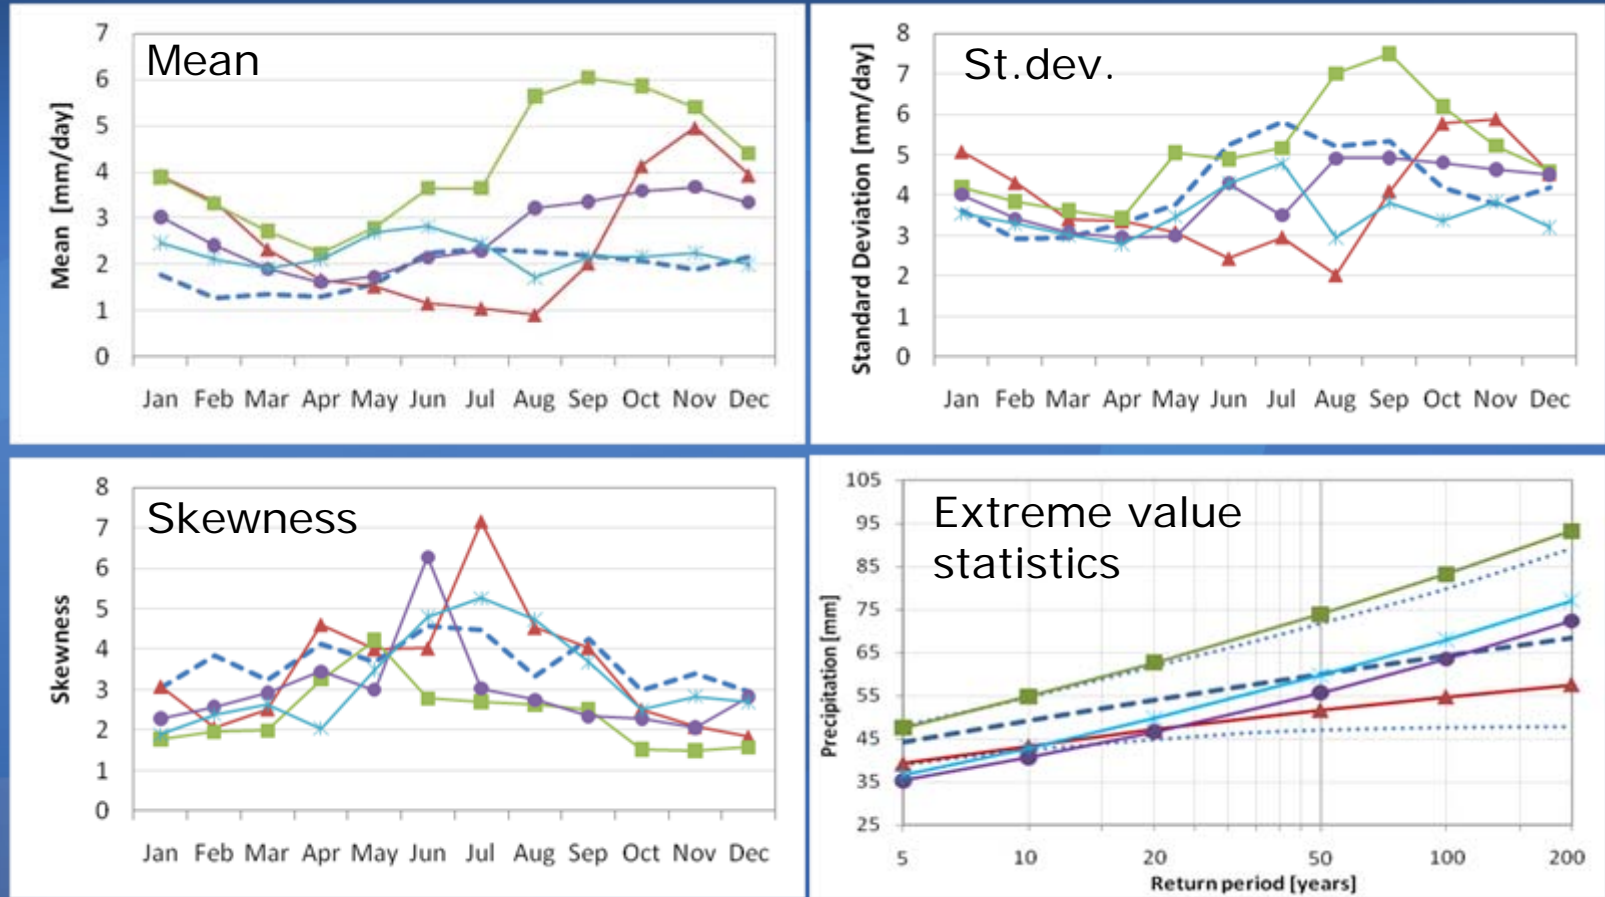 Mean
Mean [mm/day]
7
6
5
4
3
2
1
0
Jan Feb Mar Apr May Jun Jul Aug Sep Oct Nov Dec
St.dev.
Standard Deviation [mm/day]
8
7
6
5
4
3
2
1
0
Jan Feb Mar Apr May Jun Jul Aug Sep Oct Nov Dec
Skewness
Skewness
8
7
6
5
4
3
2
1
0
Jan Feb Mar Apr May Jun Jul Aug Sep Oct Nov Dec
Extreme value
statistics
Precipitation [mm]
105
95
85
75
65
55
45
35
25
5 10 20 50 100 200
Return period [years]